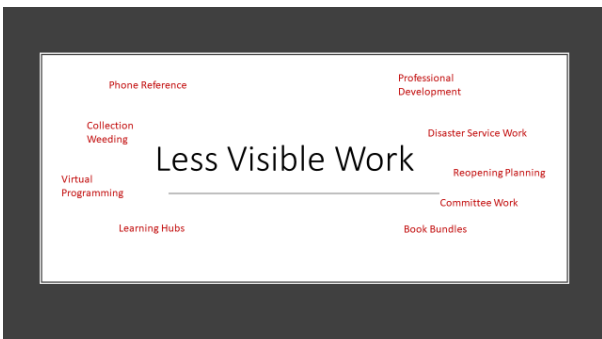 Phone Reference
Professional
Development
Collection
Weeding
Disaster Service Work
Less Visible Work
Reopening Planning
Virtual
Programming
Committee Work
Learning Hubs
Book Bundles